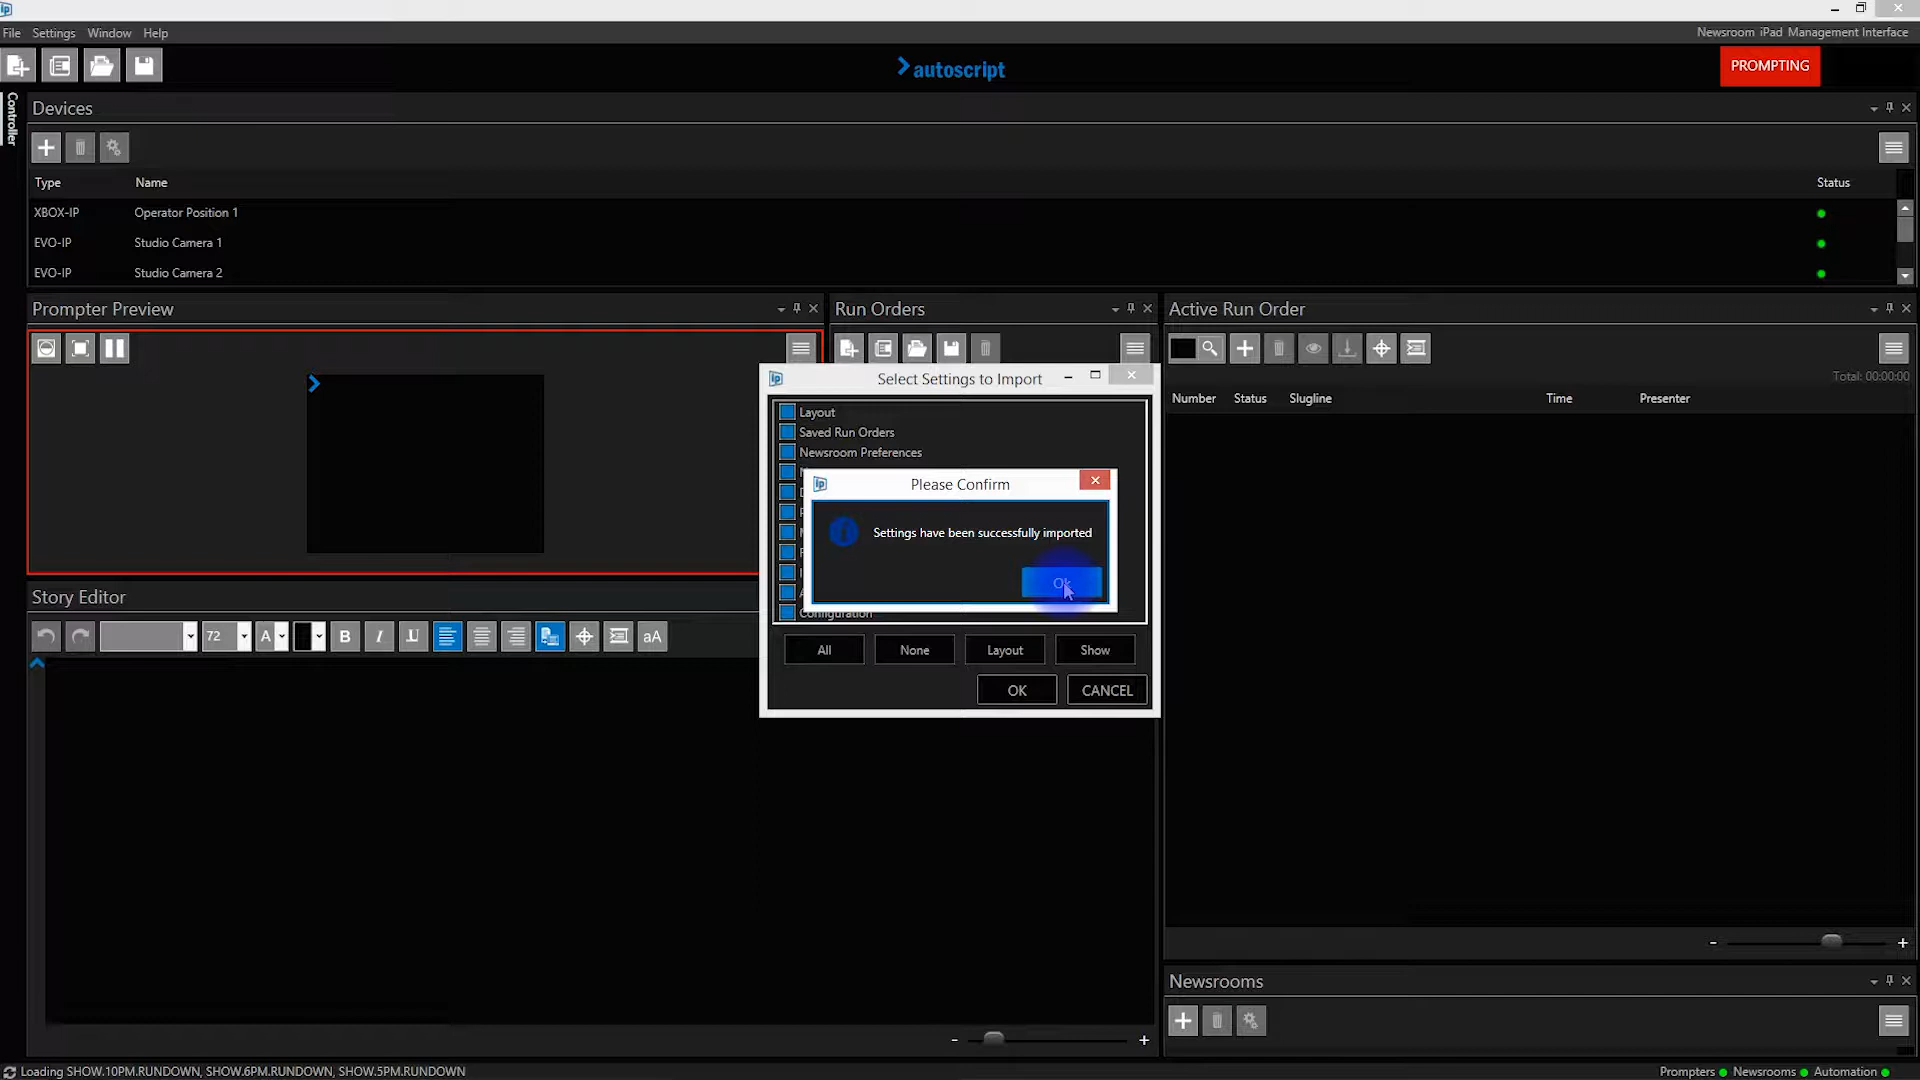 File Settings Window Help
Newsroom iPad Management Interface
autoscript
PROMPTING
Controller
Devices
Type Name Status
XBOX-IP Operator Position 1
EVO-IP Studio Camera 1
EVO-IP Studio Camera 2
Prompter Preview
Run Orders
Active Run Order
Total: 00:00:00
Number Status Slugline Time Presenter
Select Settings to Import
Layout
Saved Run Orders
Newsroom Preferences
Please Confirm
Settings have been successfully imported
Ok
Configuration
All None Layout Show
OK CANCEL
Story Editor
72 A B I U aA
Newsrooms
Loading SHOW.10PM.RUNDOWN, SHOW.6PM.RUNDOWN, SHOW.5PM.RUNDOWN
Prompters Newsrooms Automation